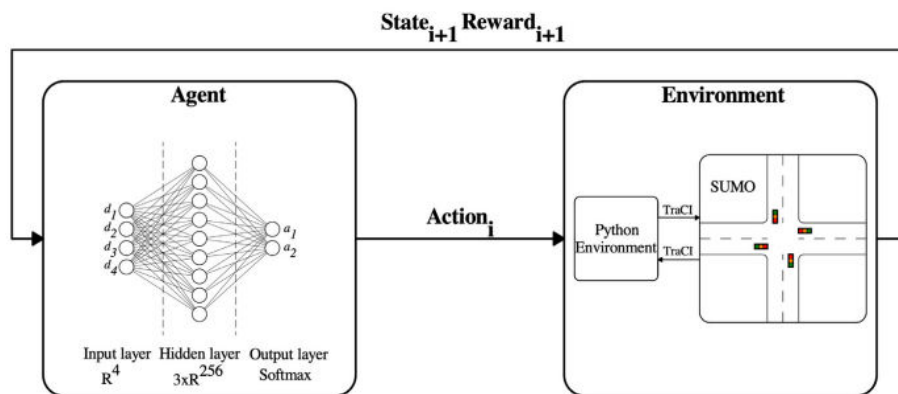 State_{i+1} Reward_{i+1}
Agent
Environment
d_1
d_2
d_3
d_4
a_1
a_2
Action_i
SUMO
TraCI
Python
Environment
TraCI
Input layer
R^4
Hidden layer
3xR^256
Output layer
Softmax